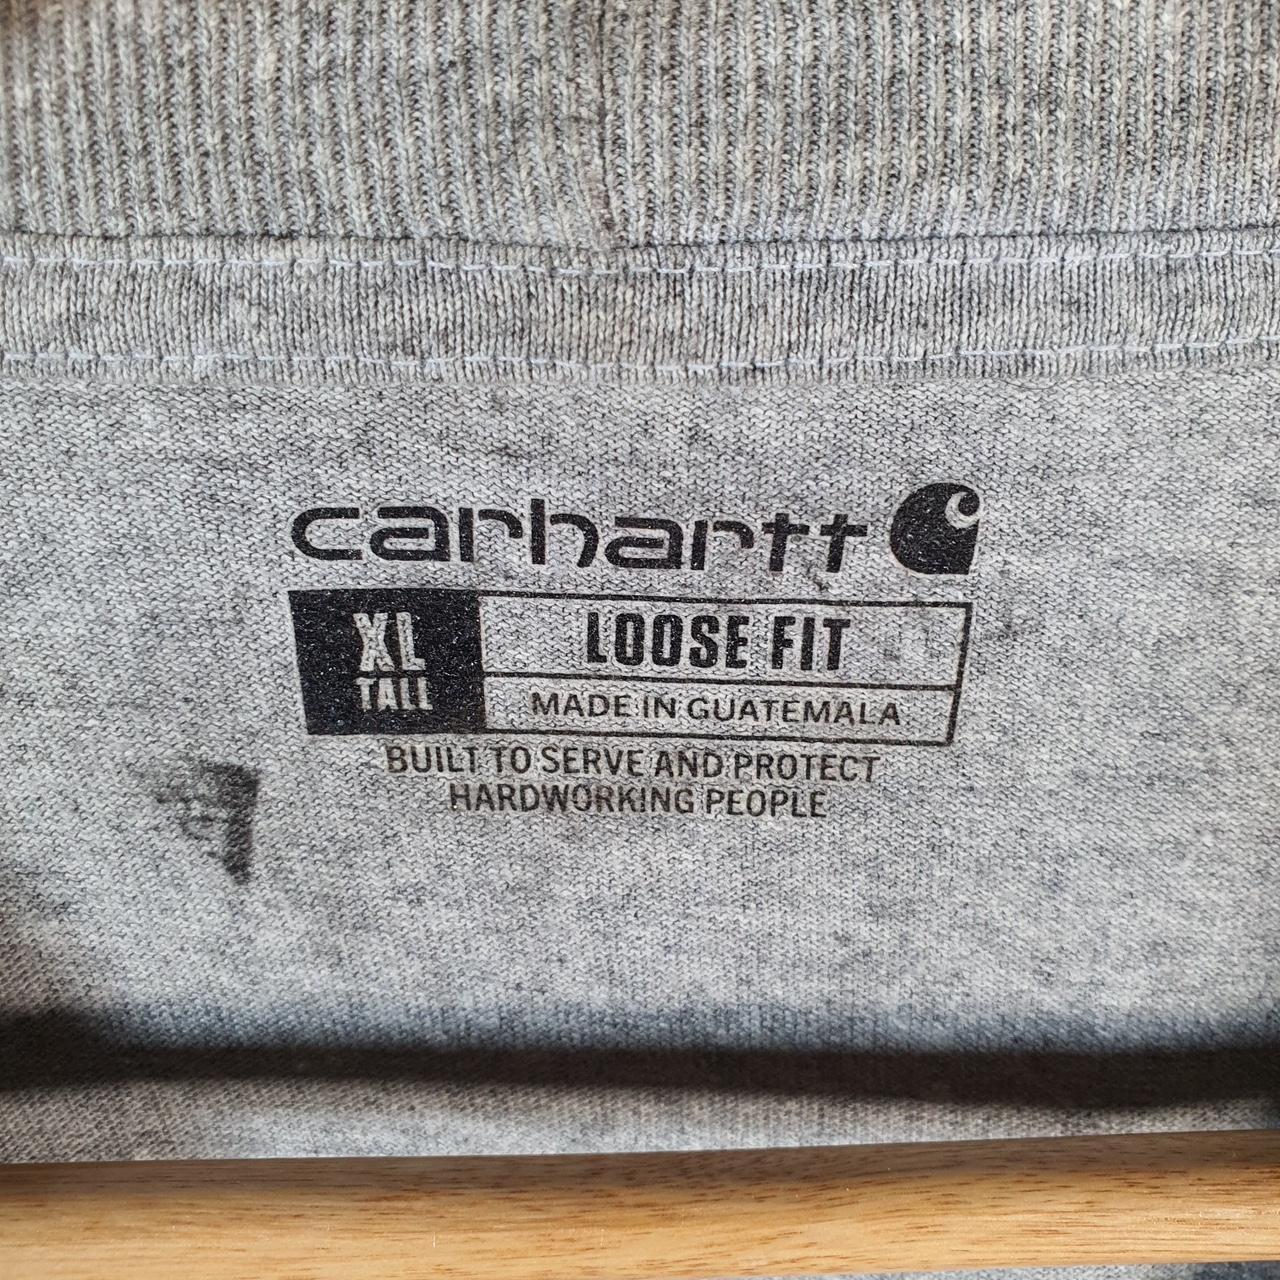 carhartt
XL
TALL
LOOSE FIT
MADE IN GUATEMALA
BUILT TO SERVE AND PROTECT
HARDWORKING PEOPLE